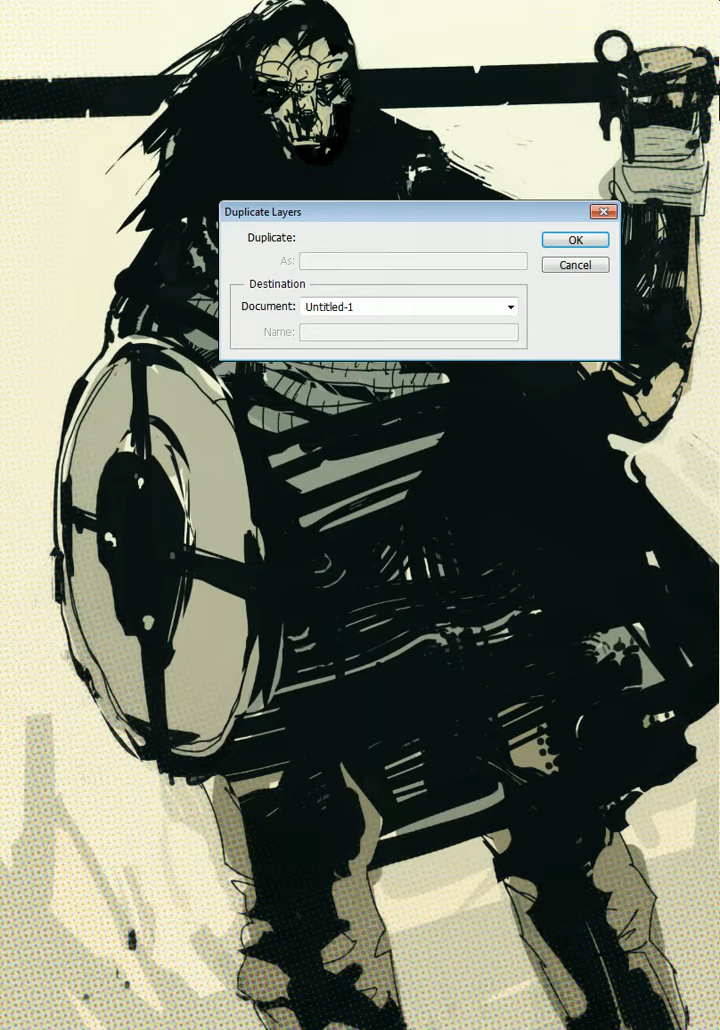 Duplicate Layers
Duplicate:
As:
Destination
Document: Untitled-1
Name:
OK
Cancel